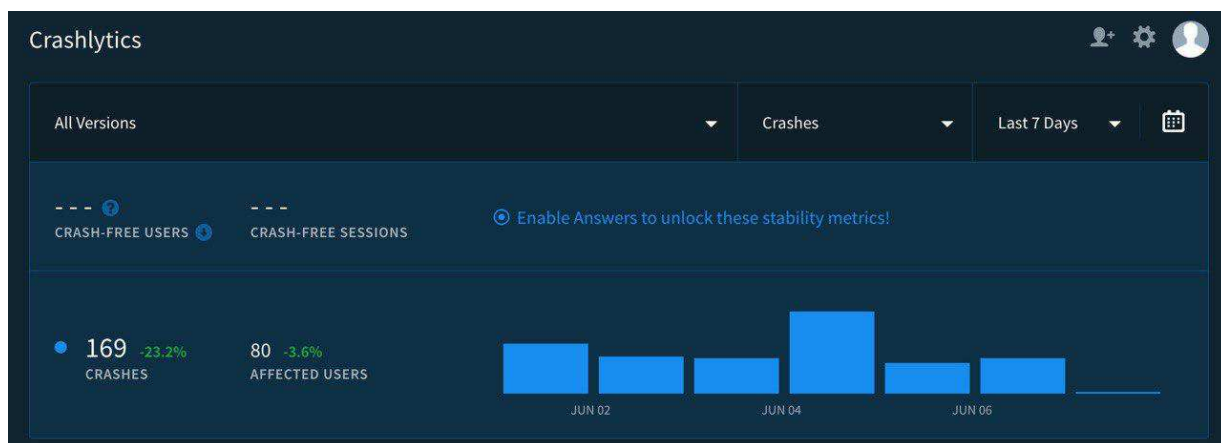 Crashlytics
All Versions
Crashes
Last 7 Days
- - -
CRASH-FREE USERS
- - -
CRASH-FREE SESSIONS
Enable Answers to unlock these stability metrics!
169 -23.2%
CRASHES
80 -3.6%
AFFECTED USERS
JUN 02 JUN 04 JUN 06